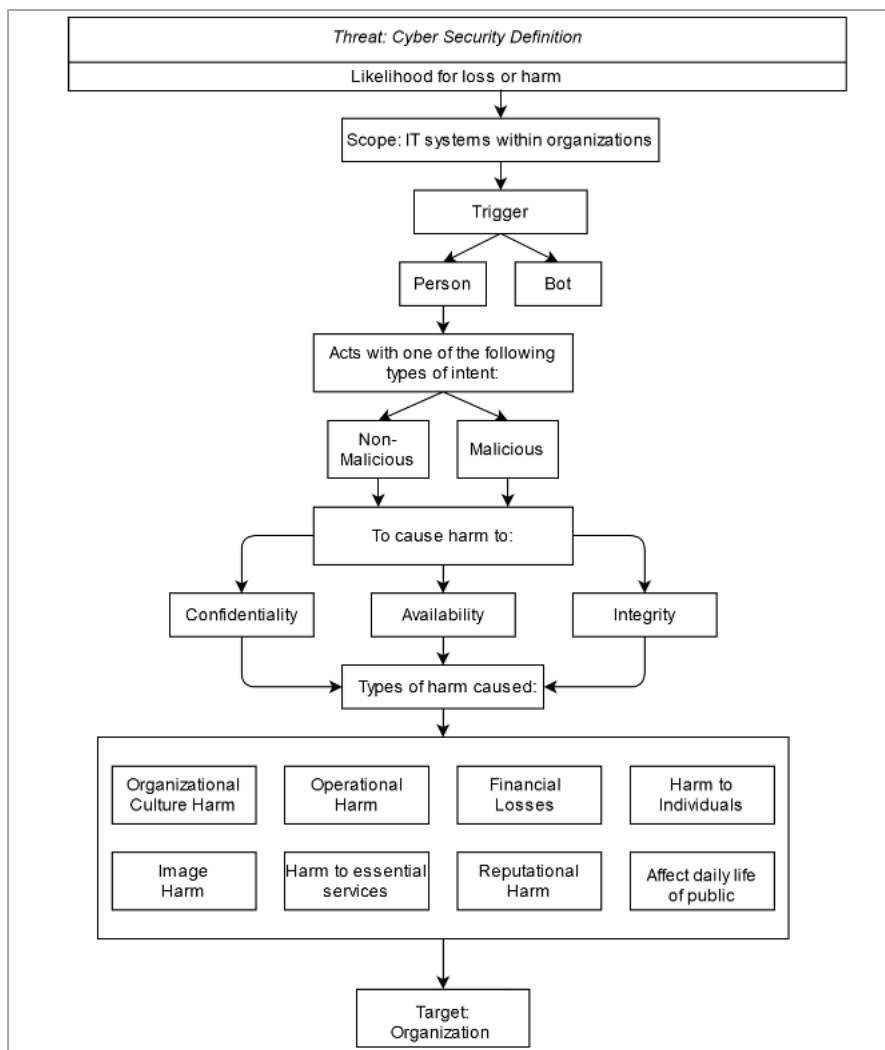 Threat: Cyber Security Definition
Likelihood for loss or harm
Scope: IT systems within organizations
Trigger
Person
Bot
Acts with one of the following
types of intent:
Non-
Malicious
Malicious
To cause harm to:
Confidentiality
Availability
Integrity
Types of harm caused:
Organizational
Culture Harm
Operational
Harm
Financial
Losses
Harm to
Individuals
Image
Harm
Harm to essential
services
Reputational
Harm
Affect daily life
of public
Target:
Organization